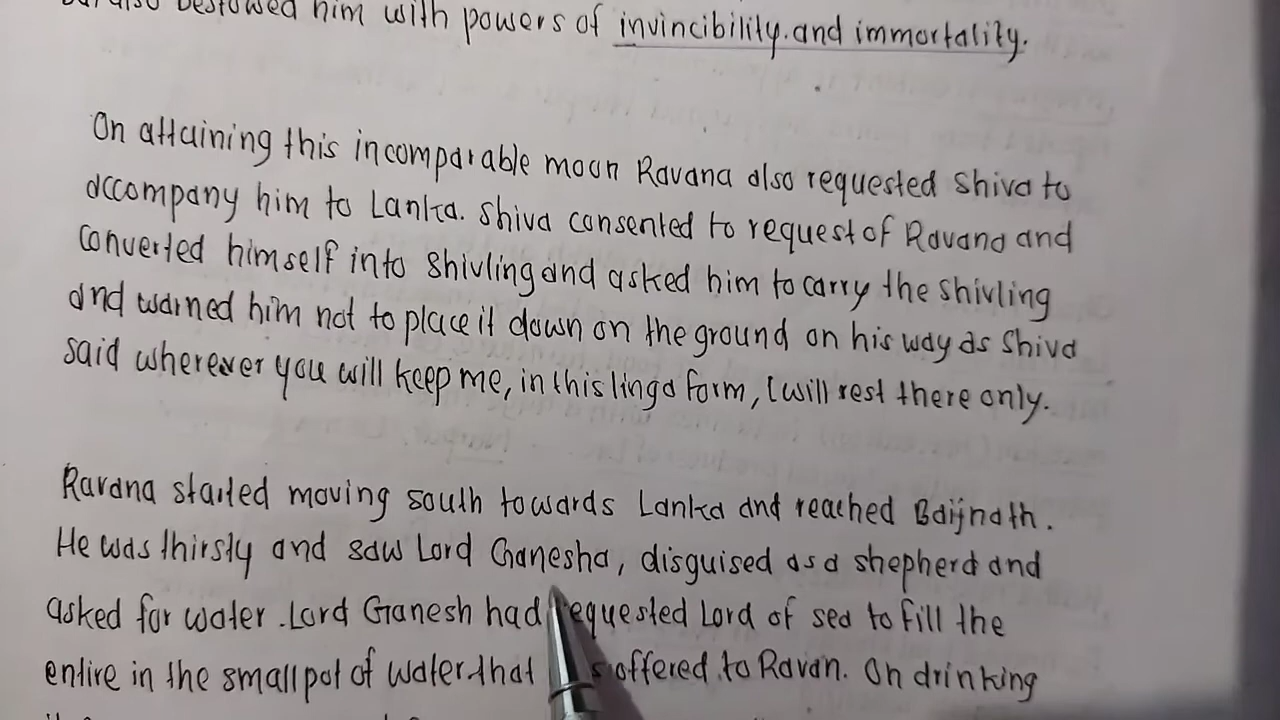 also bestowed him with powers of invincibility.and immortality.
On attaining this incomparable moon Ravana also requested Shiva to
accompany him to Lanka. Shiva consented to request of Ravana and
converted himself into Shivling and asked him to carry the shivling
and warned him not to place it down on the ground on his way as Shiva
said wherever you will keep me, in this linga form, I will rest there only.
Ravana started moving south towards Lanka and reached Baijnath.
He was thirsty and saw Lord Ganesha, disguised as a shepherd and
asked for water. Lord Ganesh had requested Lord of sea to fill the
entire in the small pot of water that offered to Ravan. On drinking